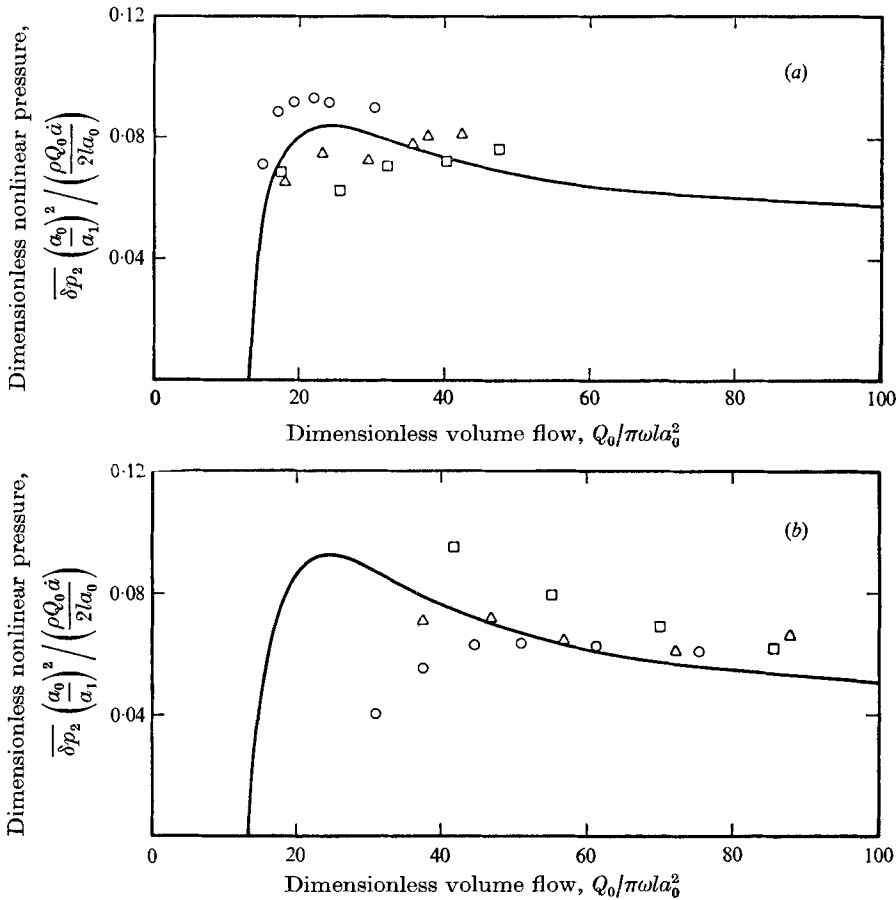 0·12
(a)
0·08
0·04
Dimensionless nonlinear pressure,
\overline{δp₂} (a₀/a₁)² / (ρQ₀ȧ/2la₀)
0 20 40 60 80 100
Dimensionless volume flow, Q₀/πωla₀²
0·12
(b)
0·08
0·04
Dimensionless nonlinear pressure,
\overline{δp₂} (a₀/a₁)² / (ρQ₀ȧ/2la₀)
0 20 40 60 80 100
Dimensionless volume flow, Q₀/πωla₀²